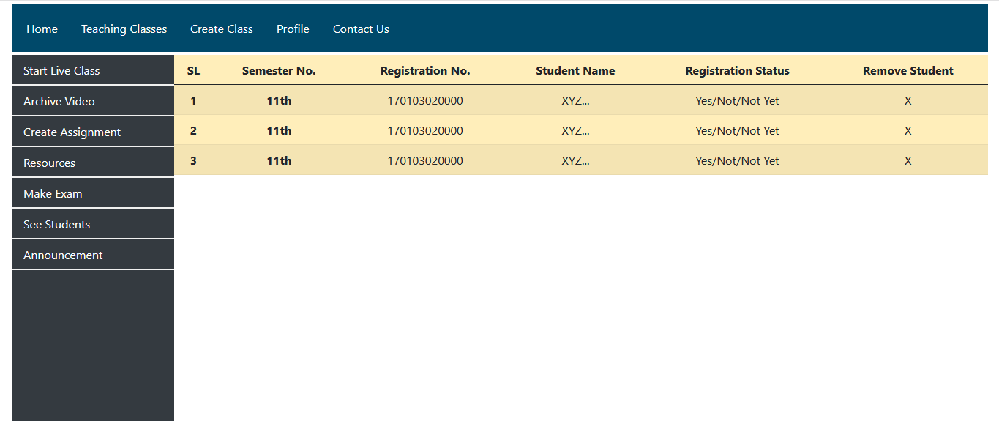 Home Teaching Classes Create Class Profile Contact Us
Start Live Class
Archive Video
Create Assignment
Resources
Make Exam
See Students
Announcement
SL Semester No. Registration No. Student Name Registration Status Remove Student
1 11th 170103020000 XYZ... Yes/Not/Not Yet X
2 11th 170103020000 XYZ... Yes/Not/Not Yet X
3 11th 170103020000 XYZ... Yes/Not/Not Yet X